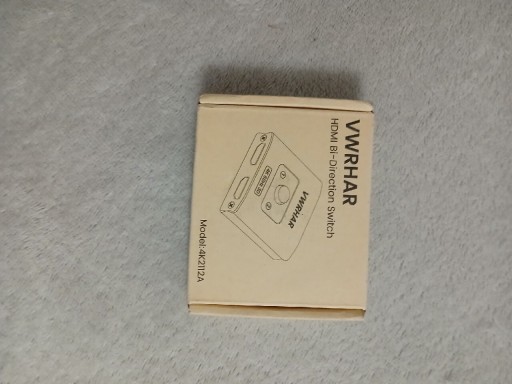 VWRHAR
HDMI Bi-Direction Switch
VWRHAR
Model:4K2112A